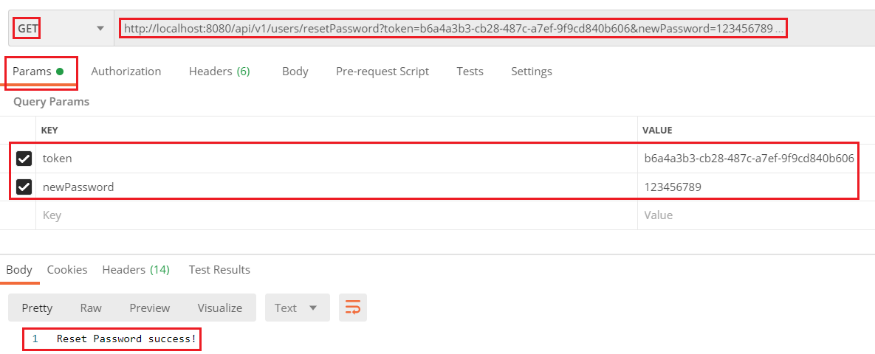 GET http://localhost:8080/api/v1/users/resetPassword?token=b6a4a3b3-cb28-487c-a7ef-9f9cd840b606&newPassword=123456789 ...
Params Authorization Headers (6) Body Pre-request Script Tests Settings
Query Params
KEY VALUE
token b6a4a3b3-cb28-487c-a7ef-9f9cd840b606
newPassword 123456789
Key Value
Body Cookies Headers (14) Test Results
Pretty Raw Preview Visualize Text
1 Reset Password success!